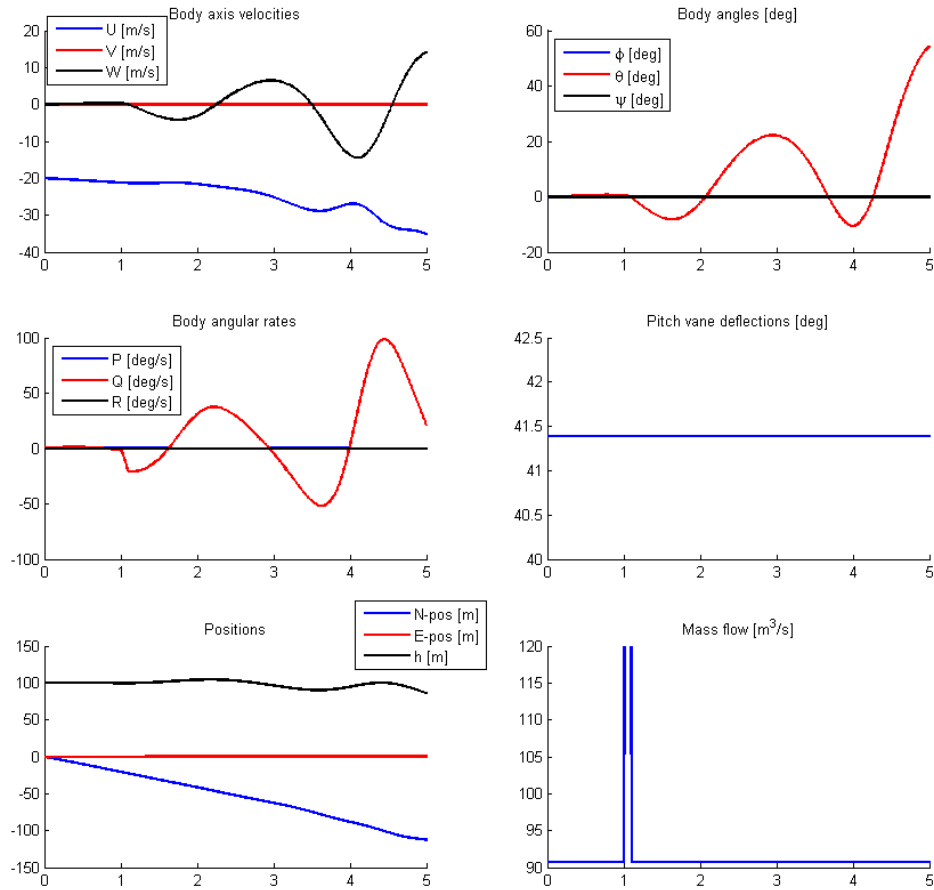 Body axis velocities
U [m/s]
V [m/s]
W [m/s]
20
10
0
-10
-20
-30
-40
0 1 2 3 4 5
Body angles [deg]
ϕ [deg]
θ [deg]
ψ [deg]
60
40
20
0
-20
0 1 2 3 4 5
Body angular rates
P [deg/s]
Q [deg/s]
R [deg/s]
100
50
0
-50
-100
0 1 2 3 4 5
Pitch vane deflections [deg]
42.5
42
41.5
41
40.5
40
0 1 2 3 4 5
Positions
N-pos [m]
E-pos [m]
h [m]
150
100
50
0
-50
-100
-150
0 1 2 3 4 5
Mass flow [m³/s]
120
115
110
105
100
95
90
0 1 2 3 4 5